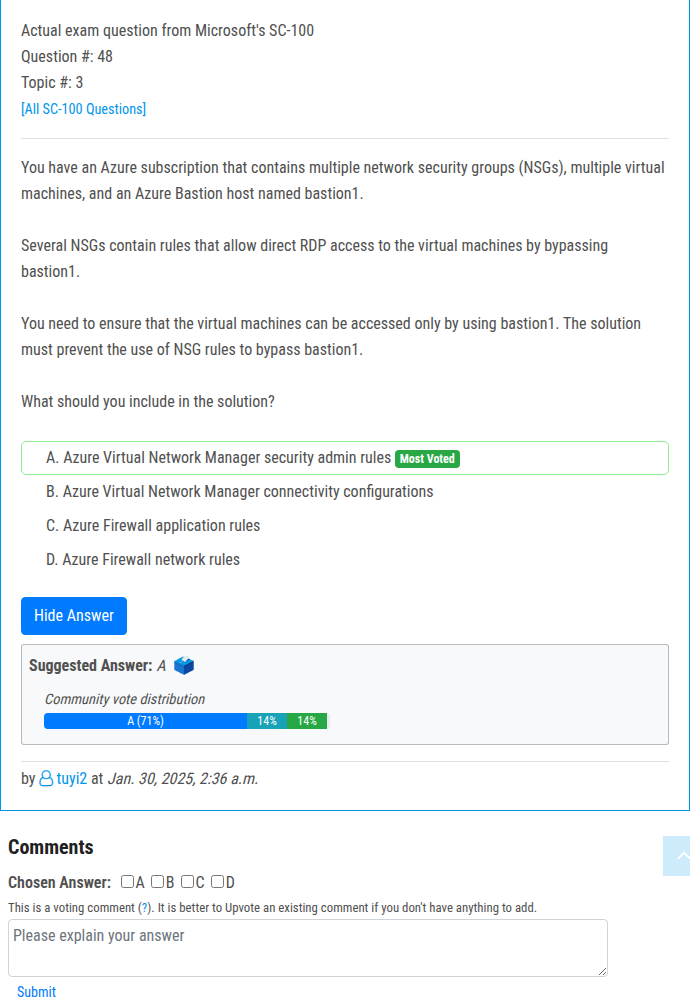 Actual exam question from Microsoft's SC-100
Question #: 48
Topic #: 3
[All SC-100 Questions]
You have an Azure subscription that contains multiple network security groups (NSGs), multiple virtual
machines, and an Azure Bastion host named bastion1.
Several NSGs contain rules that allow direct RDP access to the virtual machines by bypassing
bastion1.
You need to ensure that the virtual machines can be accessed only by using bastion1. The solution
must prevent the use of NSG rules to bypass bastion1.
What should you include in the solution?
A. Azure Virtual Network Manager security admin rules Most Voted
B. Azure Virtual Network Manager connectivity configurations
C. Azure Firewall application rules
D. Azure Firewall network rules
Hide Answer
Suggested Answer: A
Community vote distribution
A (71%) 14% 14%
by tuyi2 at Jan. 30, 2025, 2:36 a.m.
Comments
Chosen Answer: A B C D
This is a voting comment (?). It is better to Upvote an existing comment if you don't have anything to add.
Please explain your answer
Submit